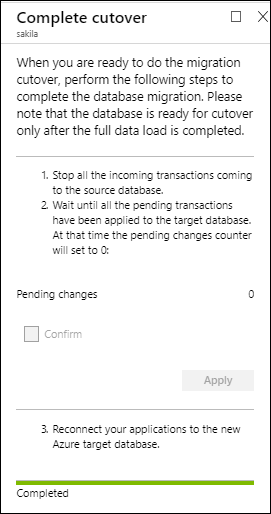 Complete cutover
sakila
When you are ready to do the migration
cutover, perform the following steps to
complete the database migration. Please
note that the database is ready for cutover
only after the full data load is completed.
1. Stop all the incoming transactions coming
to the source database.
2. Wait until all the pending transactions
have been applied to the target database.
At that time the pending changes counter
will set to 0:
Pending changes 0
Confirm
Apply
3. Reconnect your applications to the new
Azure target database.
Completed